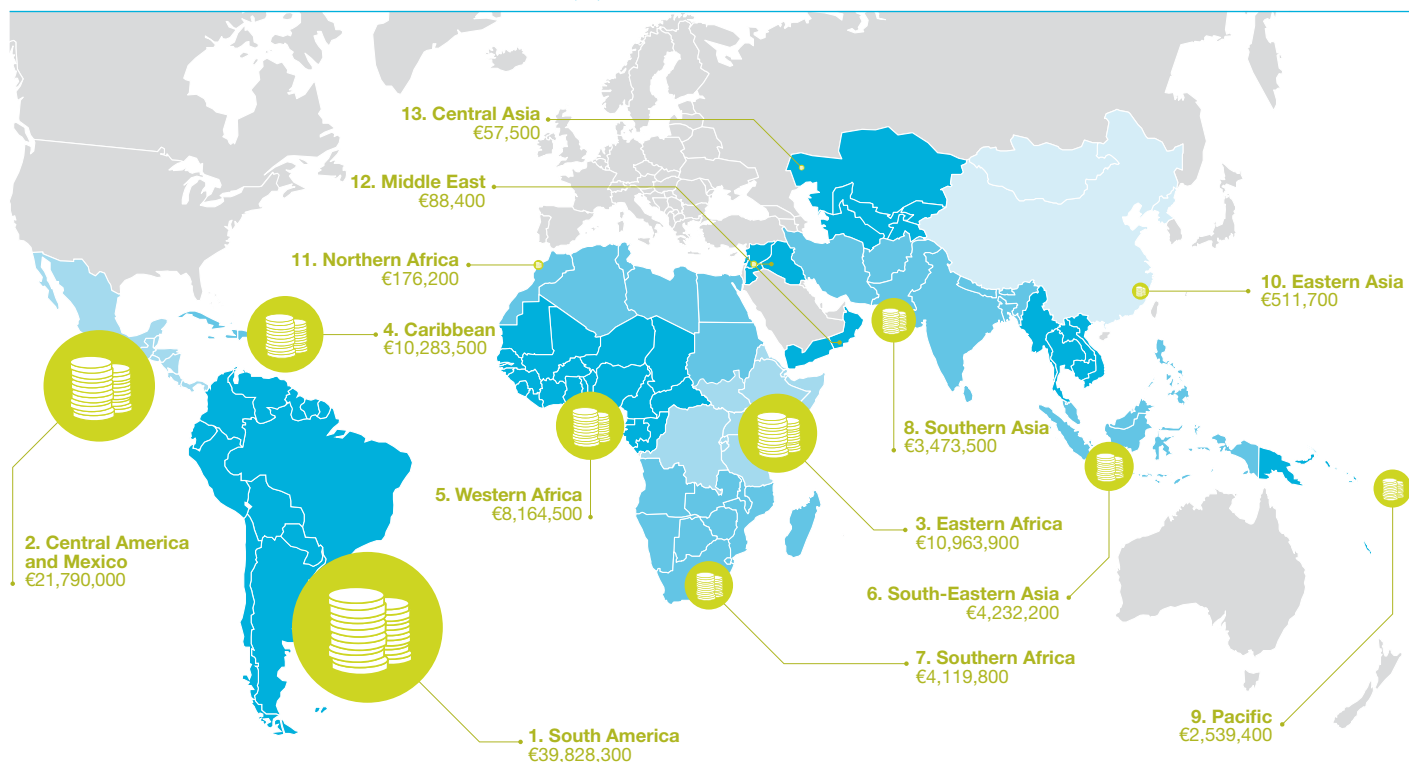 13. Central Asia
€57,500
12. Middle East
€88,400
11. Northern Africa
€176,200
10. Eastern Asia
€511,700
4. Caribbean
€10,283,500
8. Southern Asia
€3,473,500
5. Western Africa
€8,164,500
3. Eastern Africa
€10,963,900
2. Central America
and Mexico
€21,790,000
6. South-Eastern Asia
€4,232,200
7. Southern Africa
€4,119,800
9. Pacific
€2,539,400
1. South America
€39,828,300